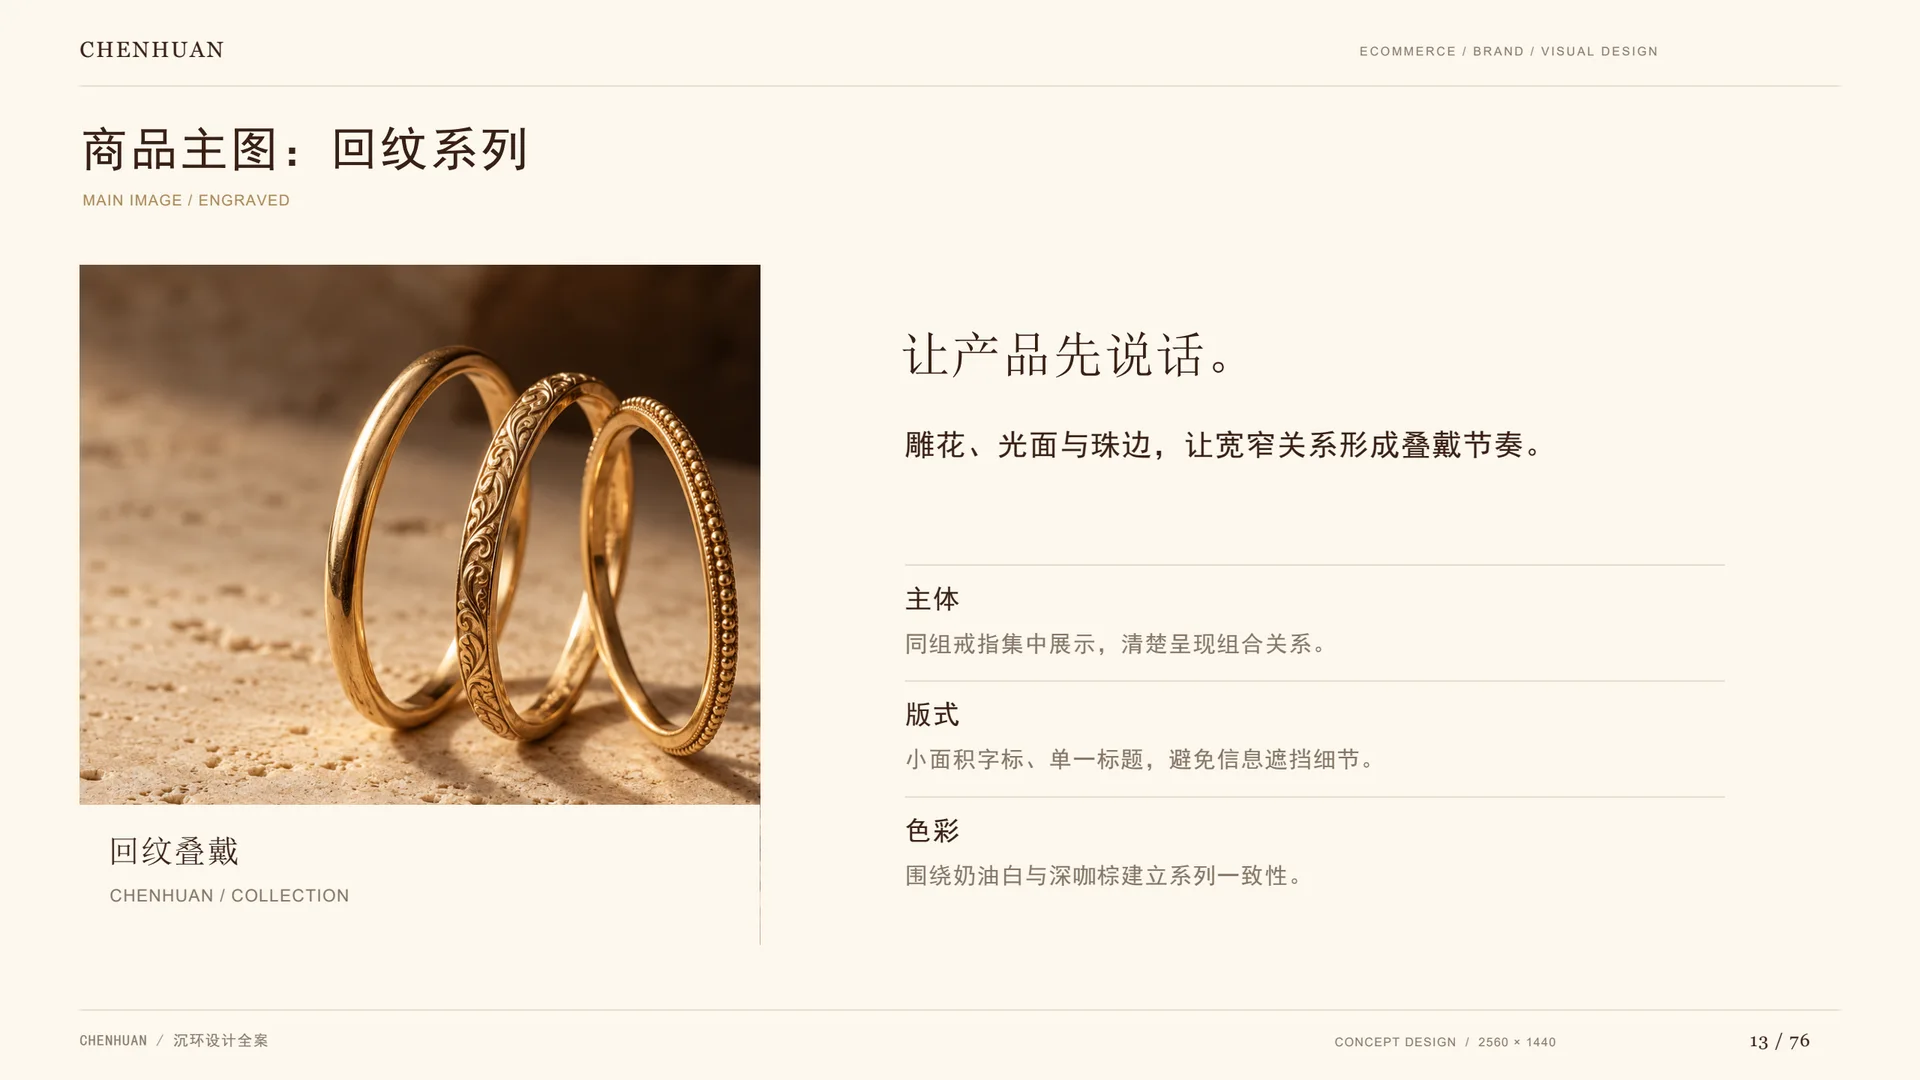 CHENHUAN
ECOMMERCE / BRAND / VISUAL DESIGN
商品主图：回纹系列
MAIN IMAGE / ENGRAVED
让产品先说话。
雕花、光面与珠边，让宽窄关系形成叠戴节奏。
主体
同组戒指集中展示，清楚呈现组合关系。
版式
小面积字标、单一标题，避免信息遮挡细节。
色彩
围绕奶油白与深咖棕建立系列一致性。
回纹叠戴
CHENHUAN / COLLECTION
CHENHUAN / 沉环设计全案
CONCEPT DESIGN / 2560 × 1440
13 / 76